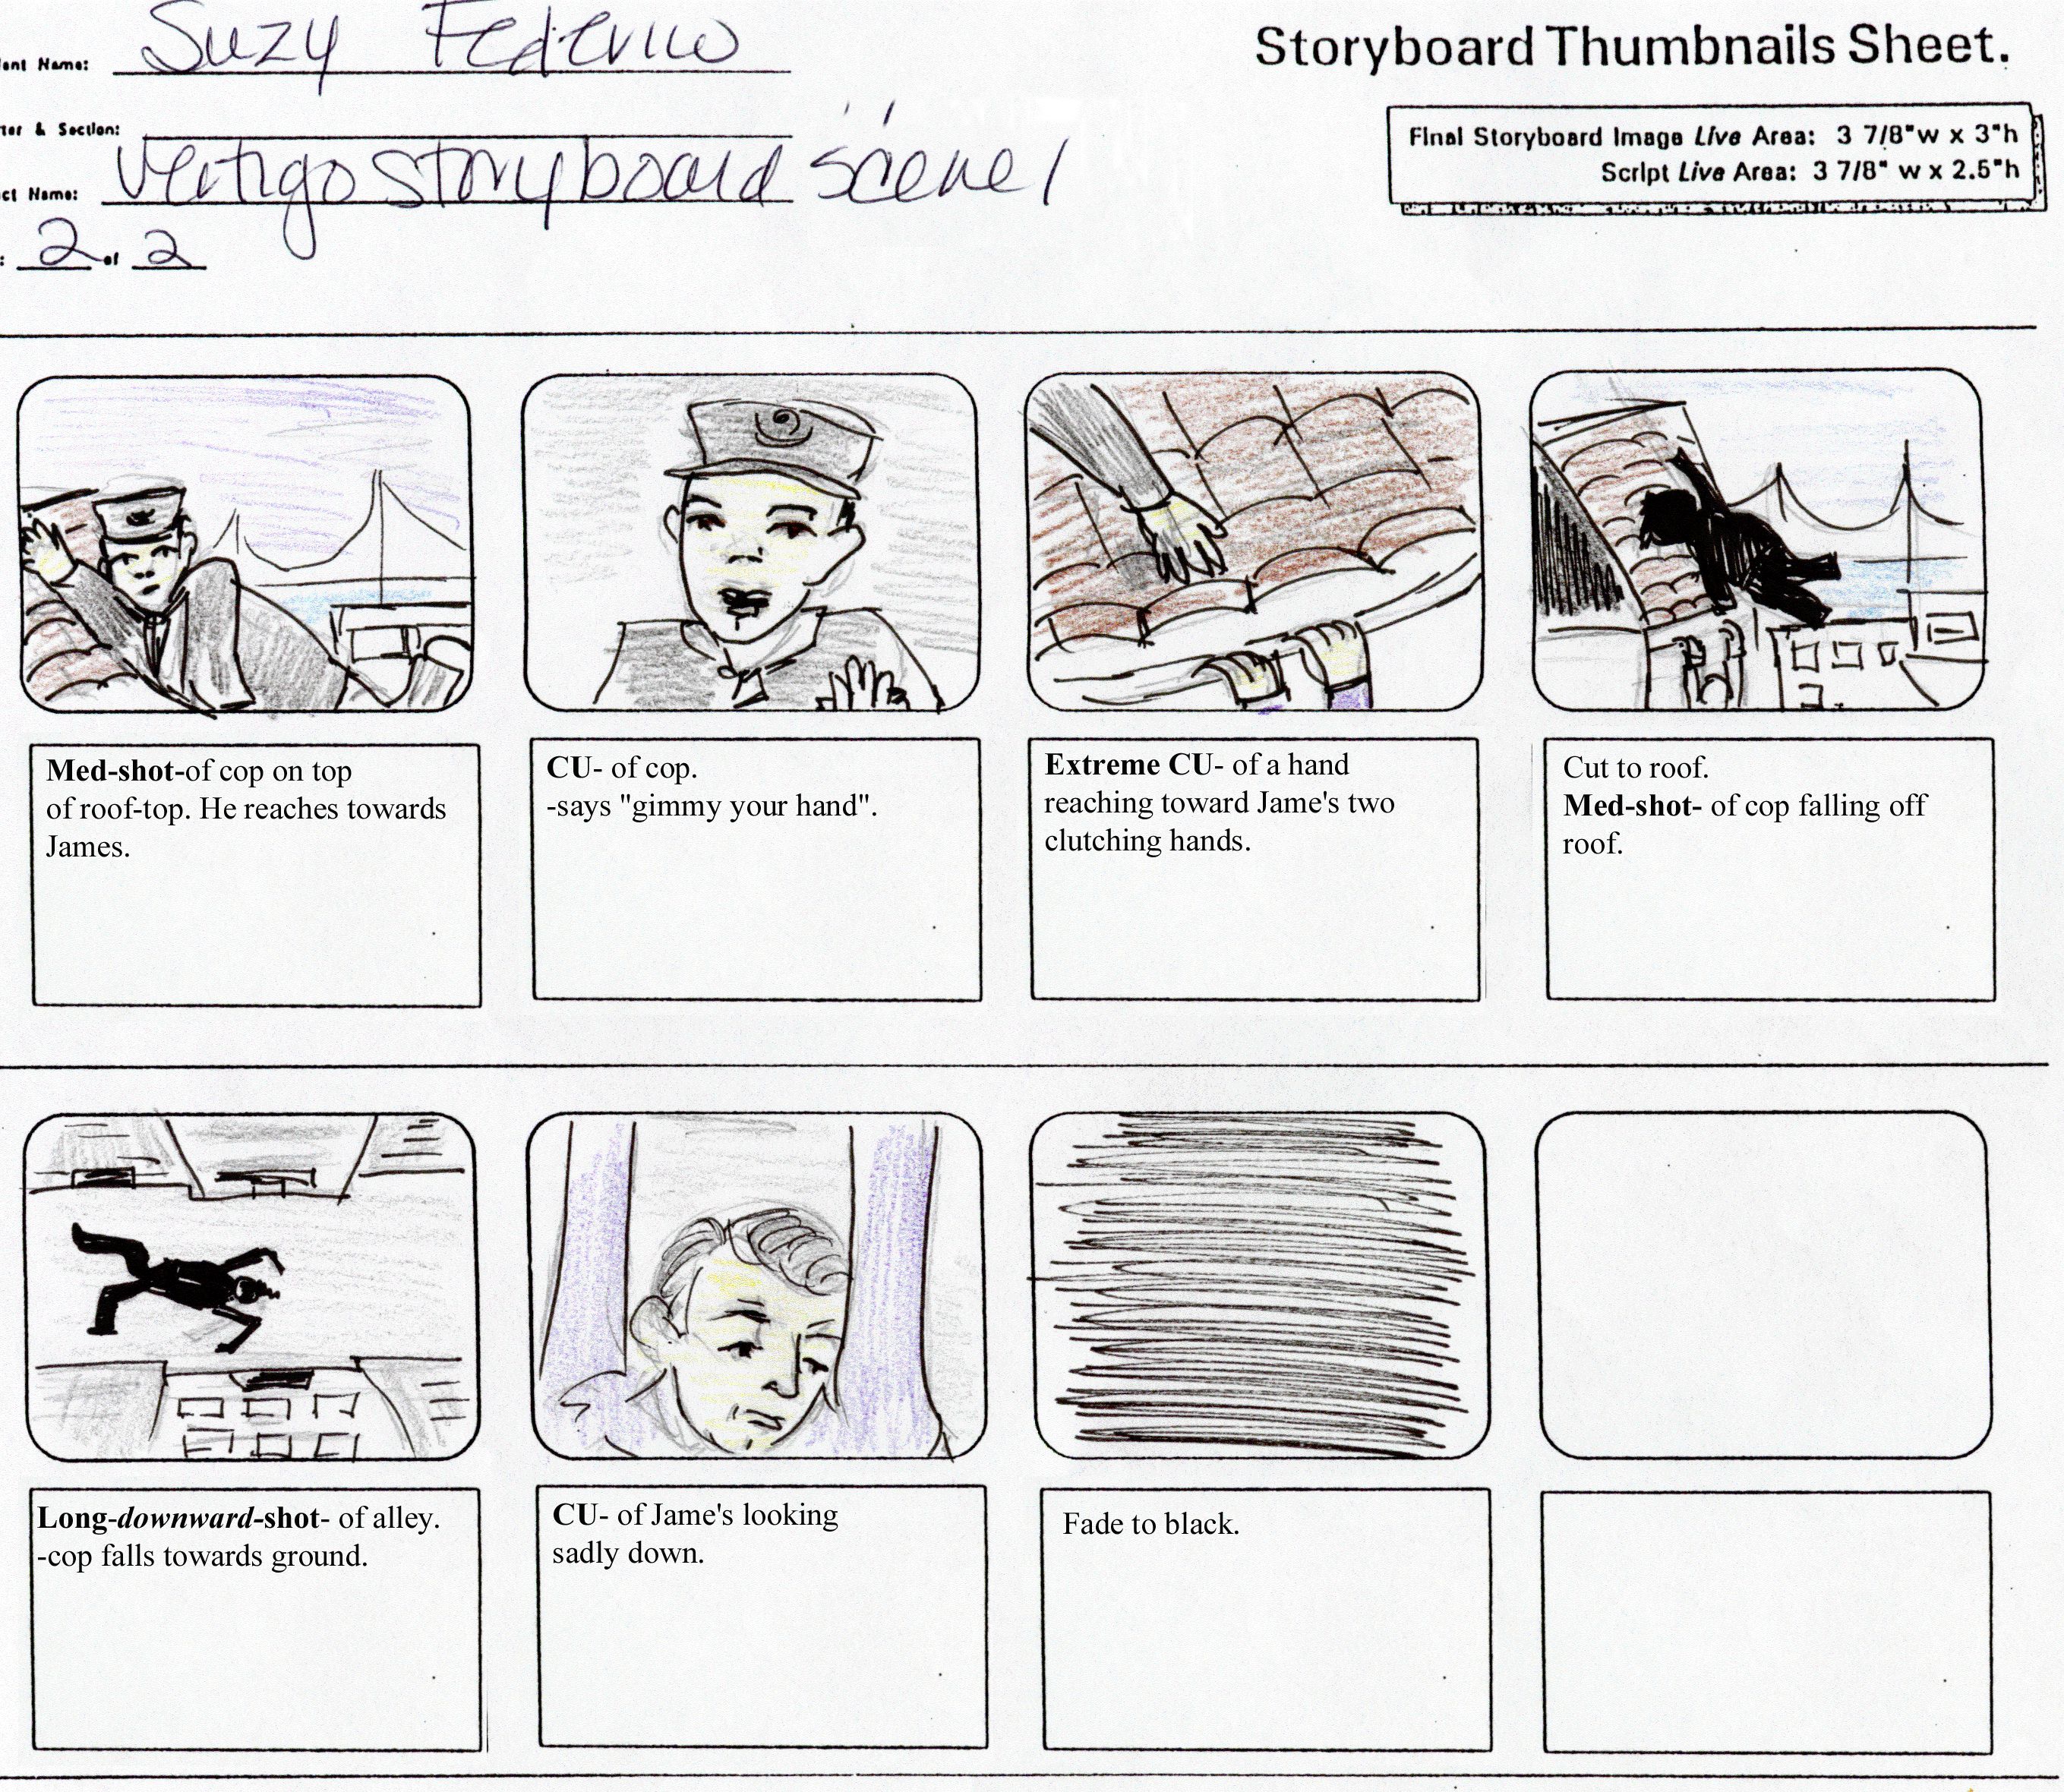 Suzy Federico
Storyboard Thumbnails Sheet.
ent Name:
ter & Section:
Final Storyboard Image Live Area: 3 7/8"w x 3"h
Script Live Area: 3 7/8" w x 2.5"h
ct Name: Vertigo Storyboard scene 1
: 2 of 2
Med-shot-of cop on top
of roof-top. He reaches towards
James.
CU- of cop.
-says "gimmy your hand".
Extreme CU- of a hand
reaching toward Jame's two
clutching hands.
Cut to roof.
Med-shot- of cop falling off
roof.
Long-downward-shot- of alley.
-cop falls towards ground.
CU- of Jame's looking
sadly down.
Fade to black.